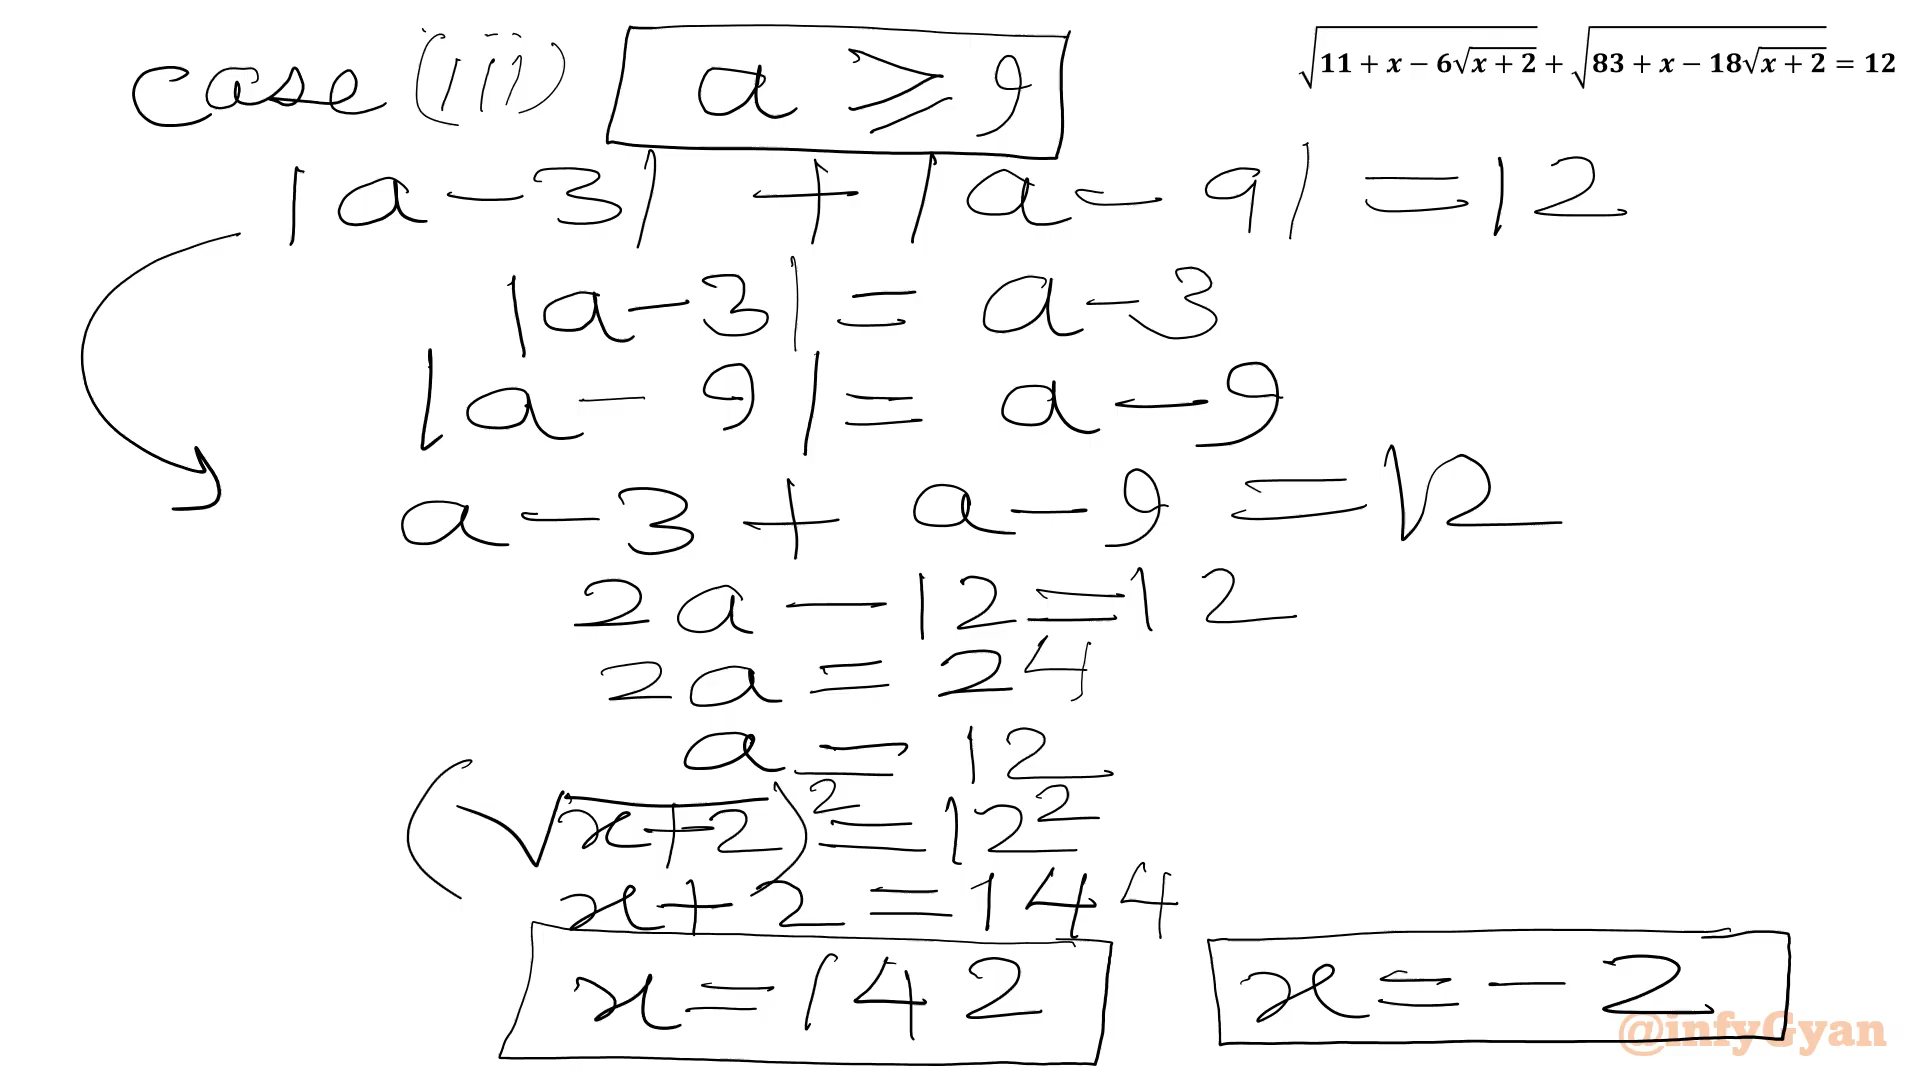 case (iii) a ≥ 9
√(11 + x − 6√(x + 2)) + √(83 + x − 18√(x + 2)) = 12
|a − 3| + |a − 9| = 12
|a − 3| = a − 3
|a − 9| = a − 9
a − 3 + a − 9 = 12
2a − 12 = 12
2a = 24
a = 12
(√(x+2))² = 12²
x + 2 = 144
x = 142
x = − 2
@infyGyan